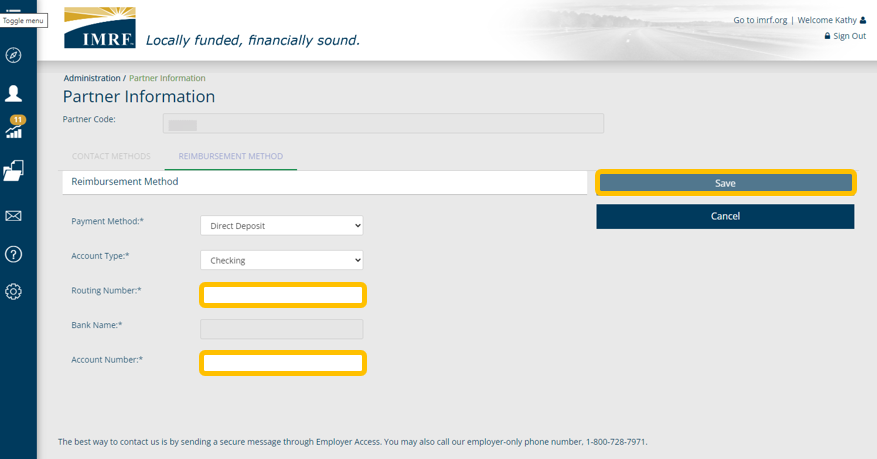 Toggle menu
IMRF
Locally funded, financially sound.
Go to imrf.org | Welcome Kathy
Sign Out
11
Administration / Partner Information
Partner Information
Partner Code:
CONTACT METHODS
REIMBURSEMENT METHOD
Reimbursement Method
Save
Cancel
Payment Method:*
Direct Deposit
Account Type:*
Checking
Routing Number:*
Bank Name:*
Account Number:*
The best way to contact us is by sending a secure message through Employer Access. You may also call our employer-only phone number, 1-800-728-7971.